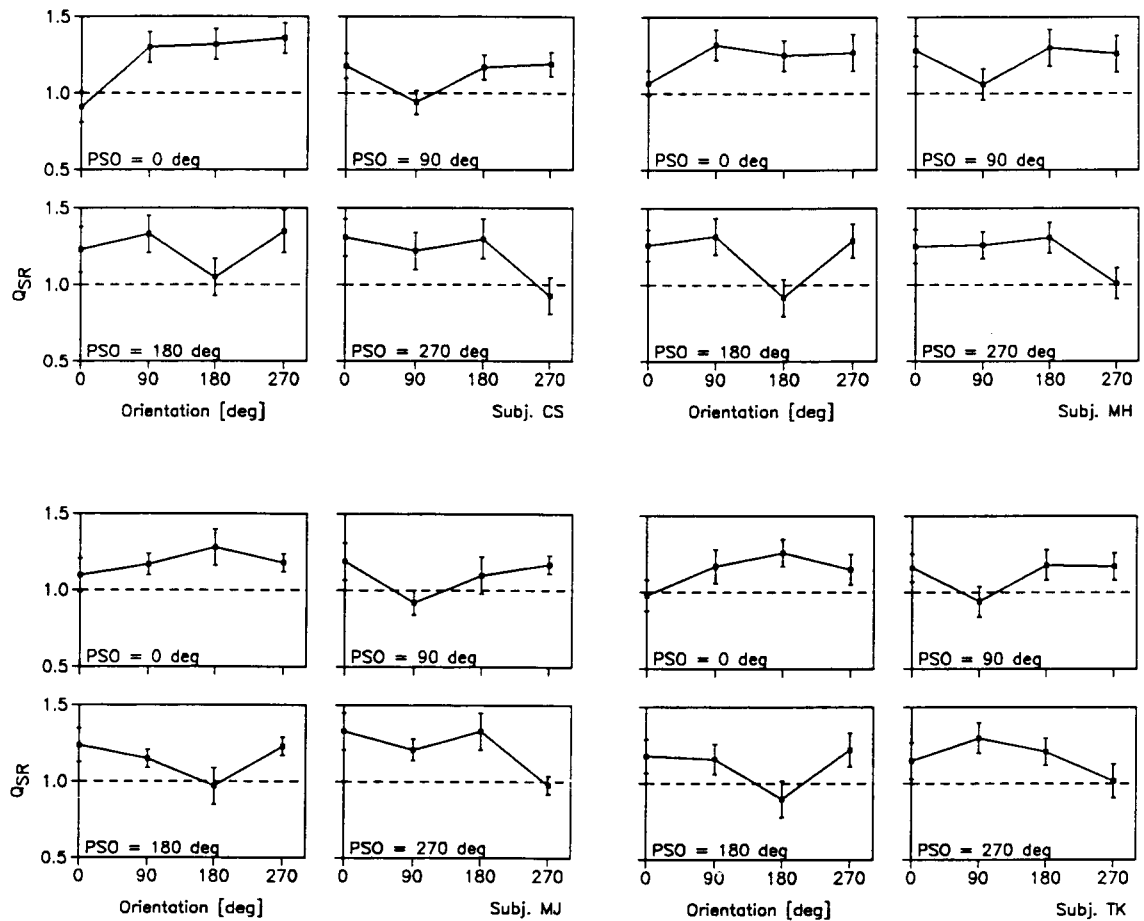 1.5
1.0
0.5
PSO = 0 deg
PSO = 90 deg
PSO = 0 deg
PSO = 90 deg
1.5
1.0
0.5
QSR
PSO = 180 deg
PSO = 270 deg
PSO = 180 deg
PSO = 270 deg
0 90 180 270
0 90 180 270
0 90 180 270
0 90 180 270
Orientation [deg]
Subj. CS
Orientation [deg]
Subj. MH
1.5
1.0
0.5
PSO = 0 deg
PSO = 90 deg
PSO = 0 deg
PSO = 90 deg
1.5
1.0
0.5
QSR
PSO = 180 deg
PSO = 270 deg
PSO = 180 deg
PSO = 270 deg
0 90 180 270
0 90 180 270
0 90 180 270
0 90 180 270
Orientation [deg]
Subj. MJ
Orientation [deg]
Subj. TK